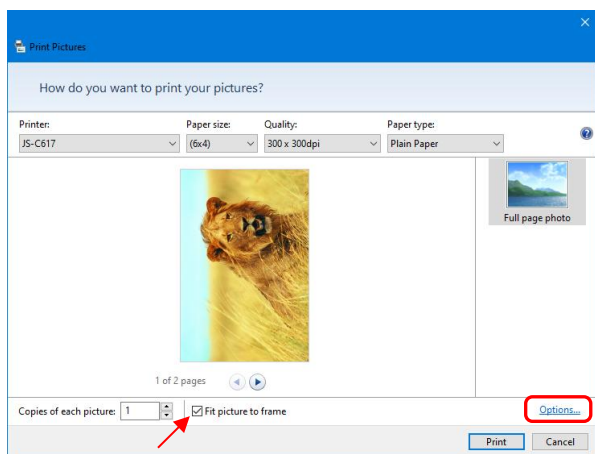 Print Pictures
How do you want to print your pictures?
Printer: Paper size: Quality: Paper type:
JS-C617 (6x4) 300 x 300dpi Plain Paper
Full page photo
1 of 2 pages
Copies of each picture: 1 Fit picture to frame Options...
Print Cancel